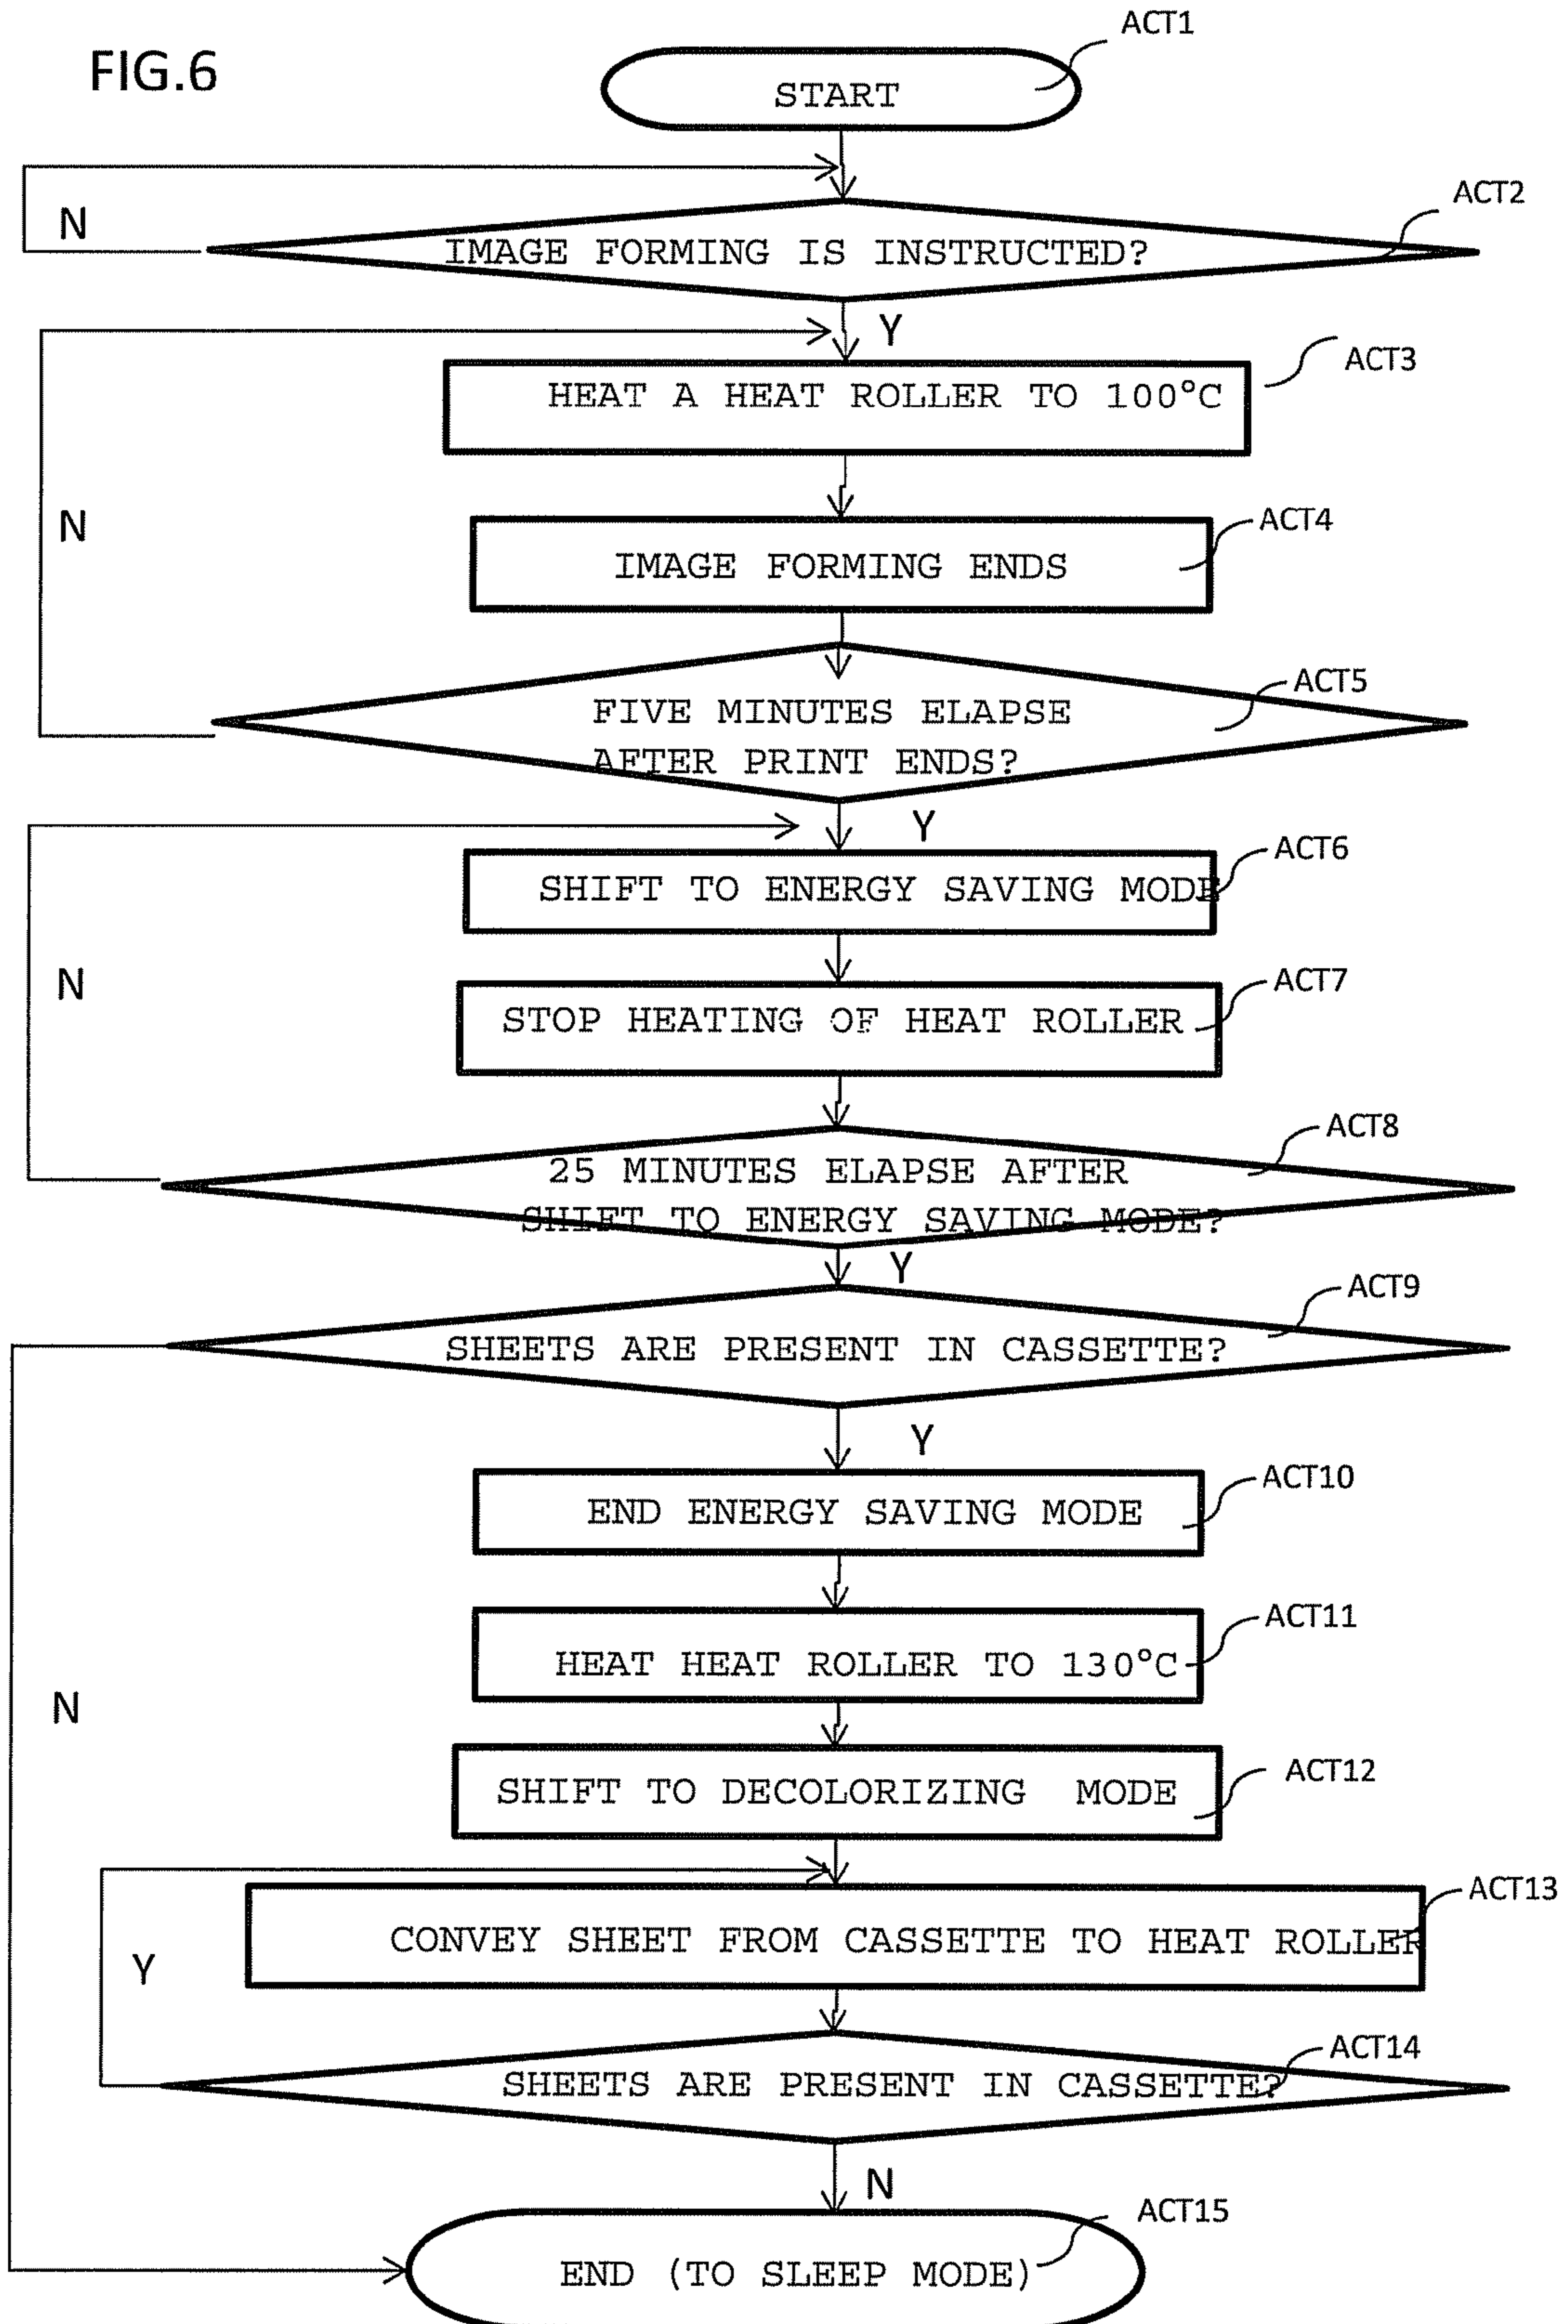 FIG.6
ACT1
START
ACT2
N
IMAGE FORMING IS INSTRUCTED?
Y
ACT3
HEAT A HEAT ROLLER TO 100°C
N
ACT4
IMAGE FORMING ENDS
ACT5
FIVE MINUTES ELAPSE
AFTER PRINT ENDS?
Y
ACT6
SHIFT TO ENERGY SAVING MODE
N
ACT7
STOP HEATING OF HEAT ROLLER
ACT8
25 MINUTES ELAPSE AFTER
SHIFT TO ENERGY SAVING MODE?
Y
ACT9
SHEETS ARE PRESENT IN CASSETTE?
Y
ACT10
END ENERGY SAVING MODE
ACT11
HEAT HEAT ROLLER TO 130°C
N
ACT12
SHIFT TO DECOLORIZING MODE
ACT13
CONVEY SHEET FROM CASSETTE TO HEAT ROLLER
Y
ACT14
SHEETS ARE PRESENT IN CASSETTE?
N
ACT15
END (TO SLEEP MODE)